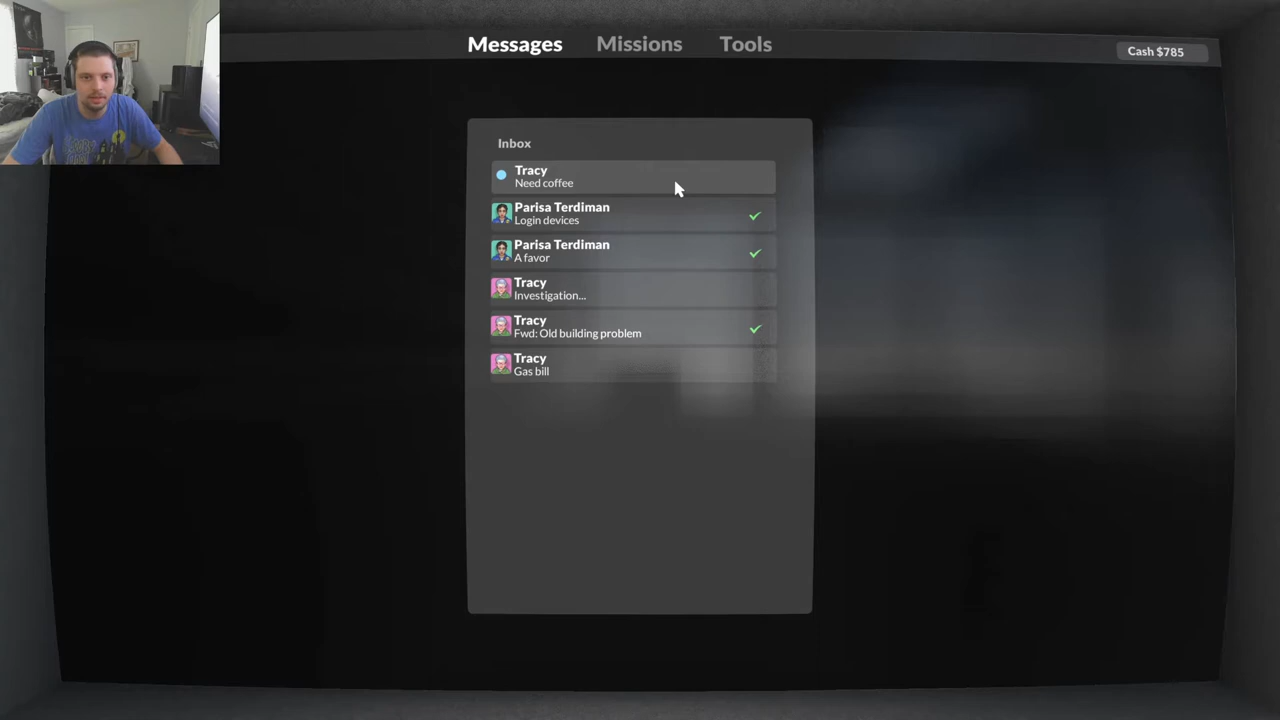 Messages Missions Tools
Cash $785
Inbox
Tracy
Need coffee
Parisa Terdiman
Login devices
Parisa Terdiman
A favor
Tracy
Investigation...
Tracy
Fwd: Old building problem
Tracy
Gas bill